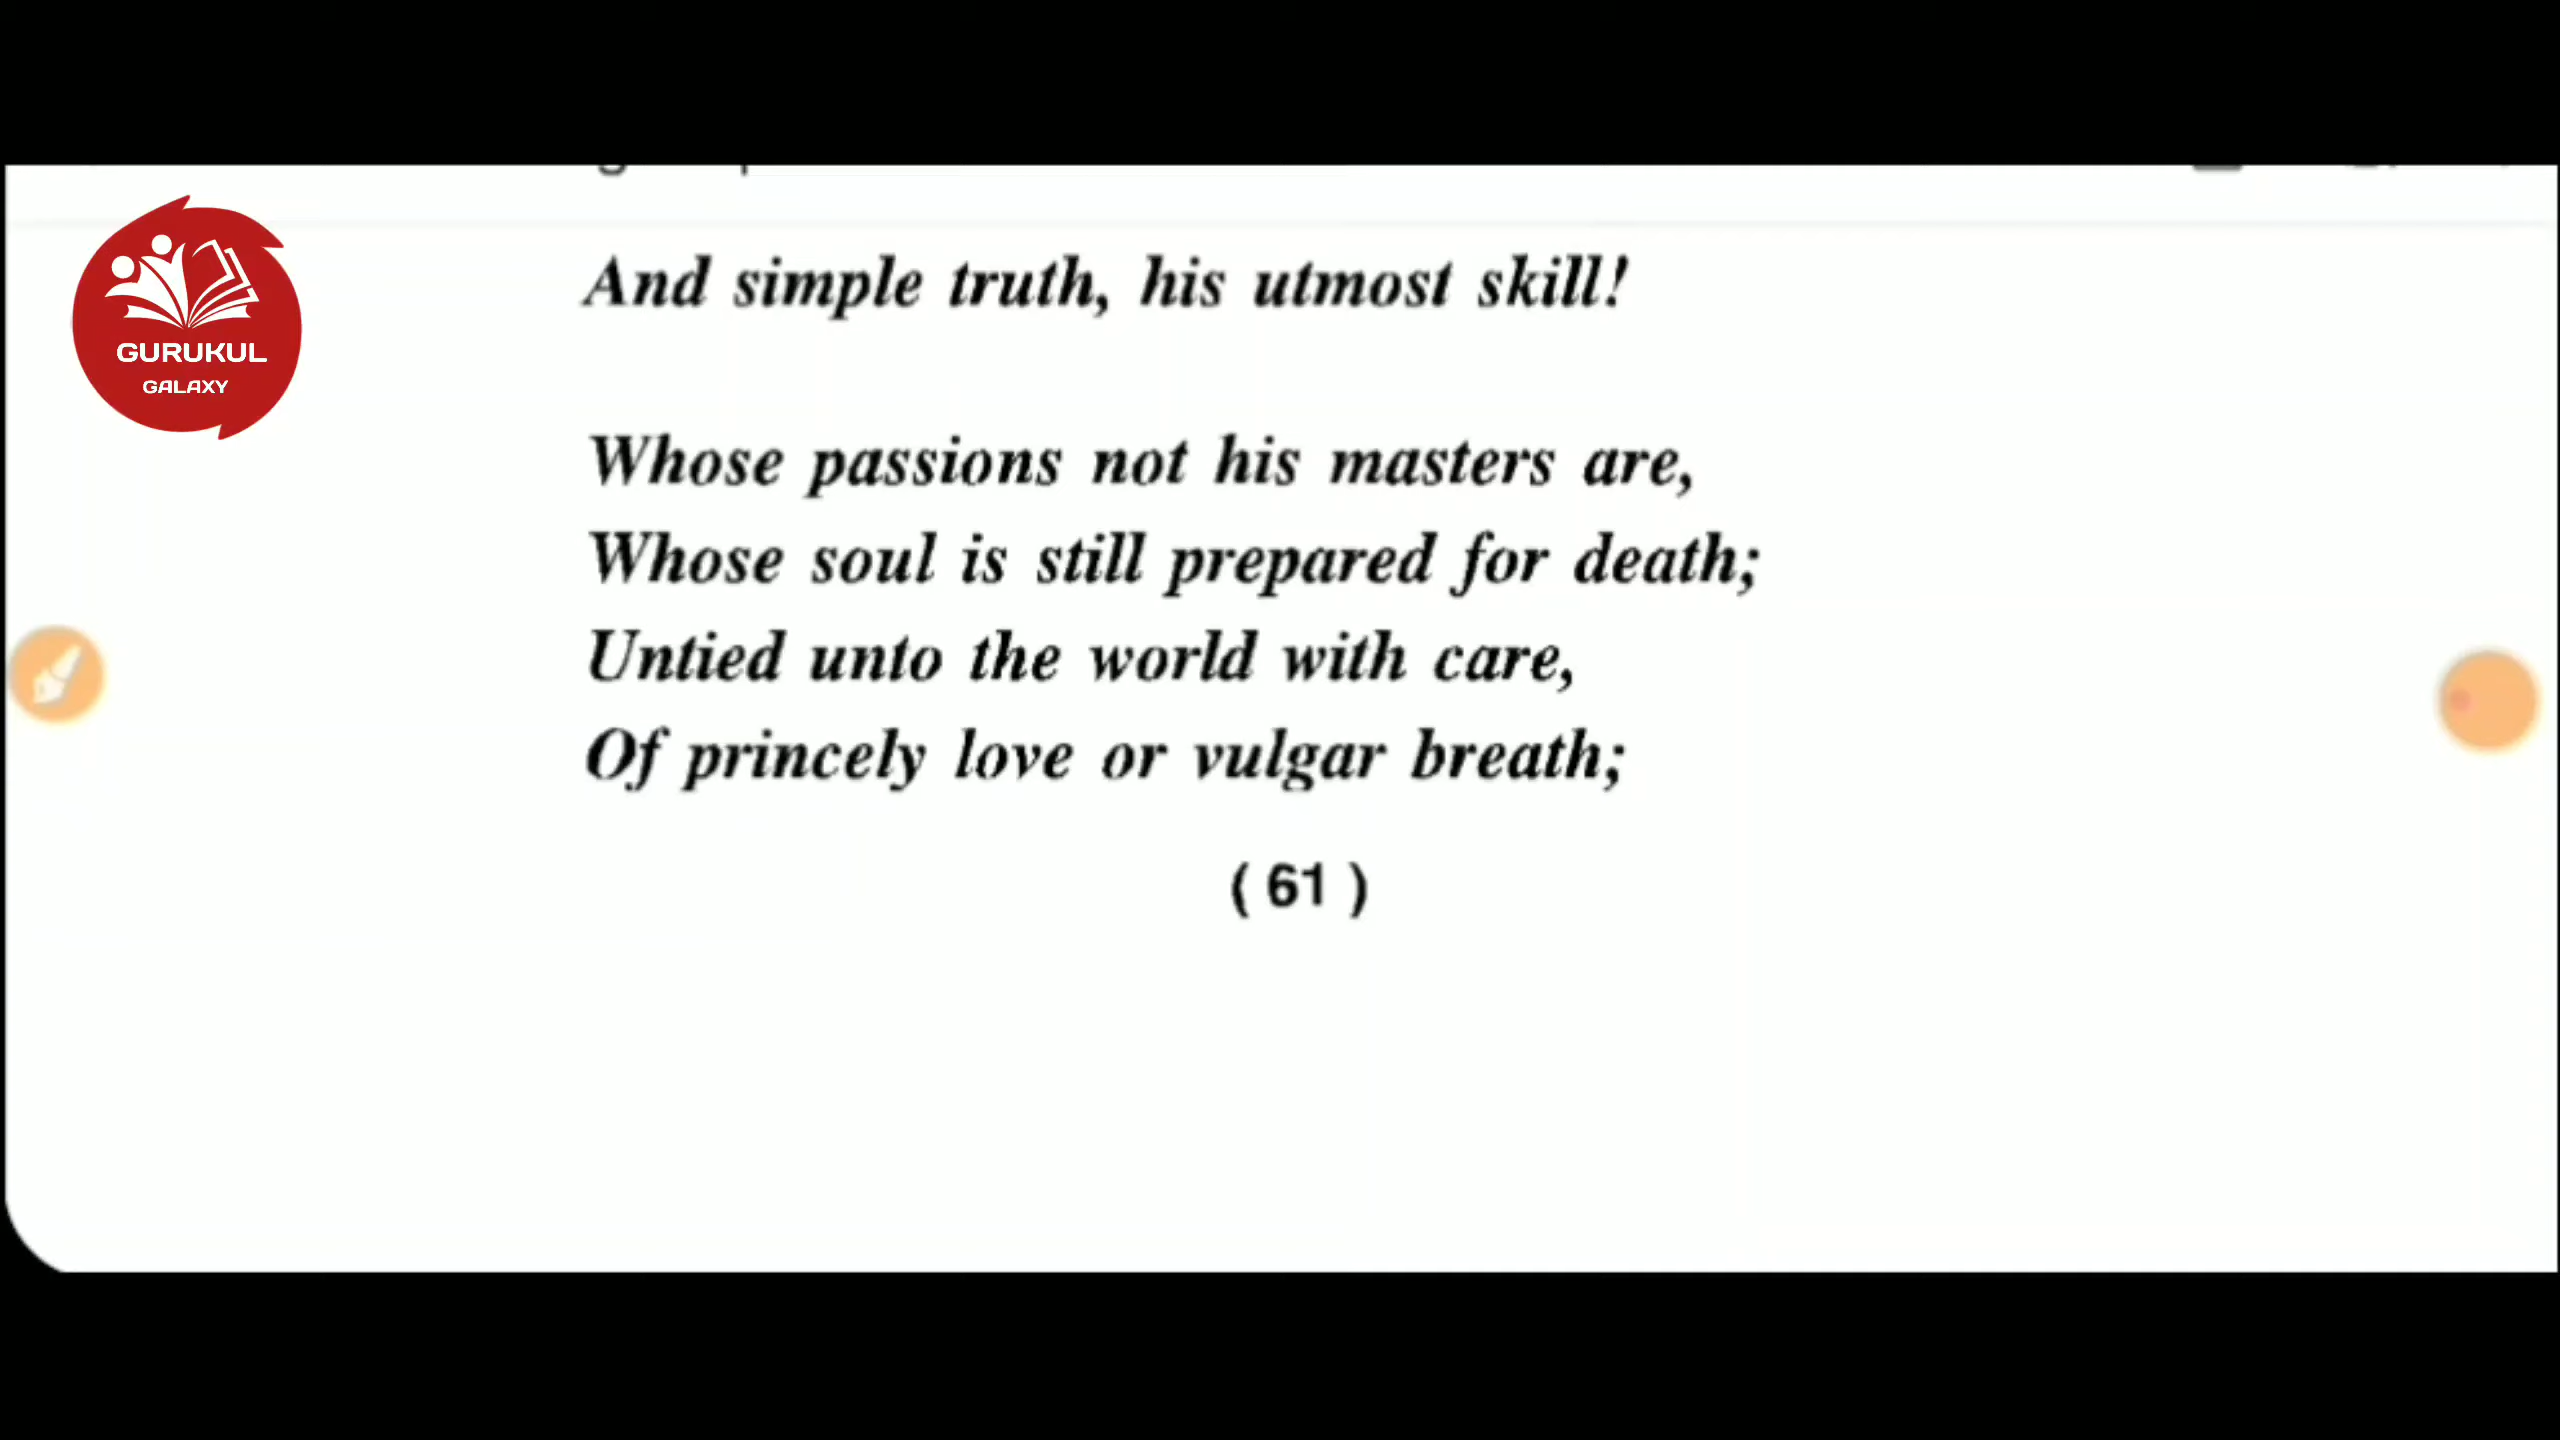 GURUKUL
GALAXY
And simple truth, his utmost skill!
Whose passions not his masters are,
Whose soul is still prepared for death;
Untied unto the world with care,
Of princely love or vulgar breath;
( 61 )